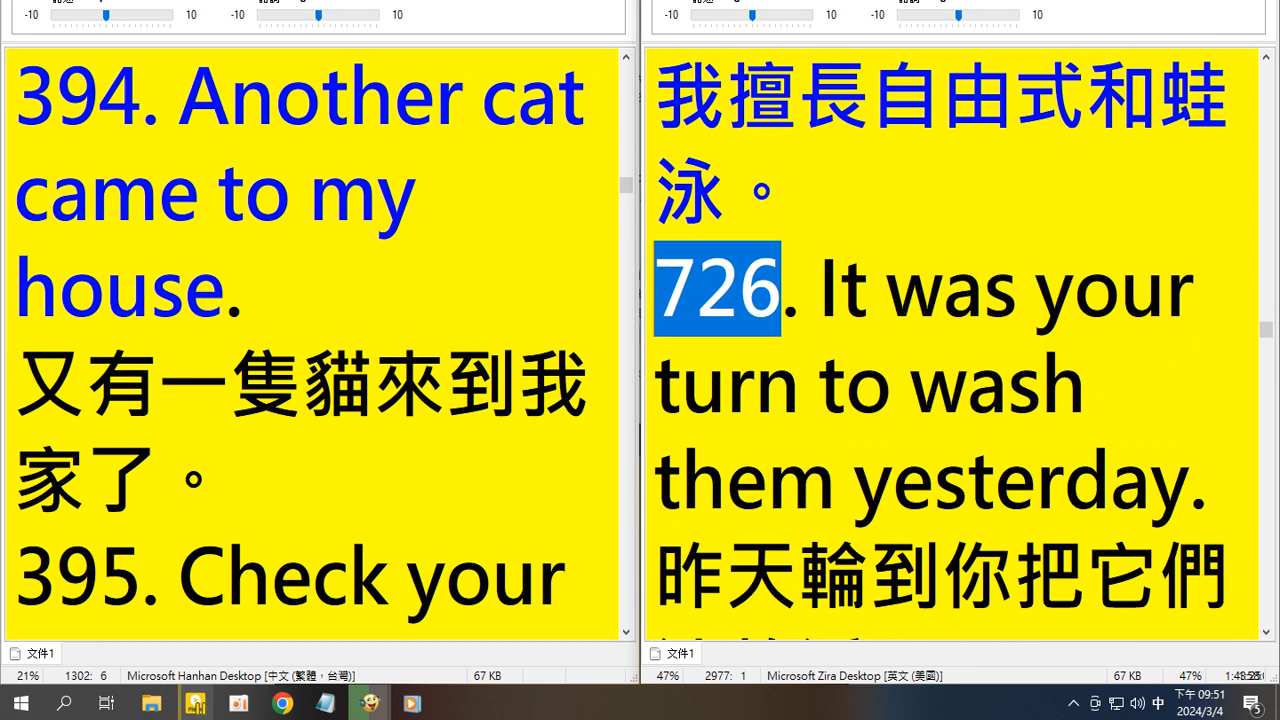 -10 10 -10 10
394. Another cat
came to my
house.
又有一隻貓來到我
家了。
395. Check your
文件1
21% 1302: 6 Microsoft Hanhan Desktop [中文 (繁體，台灣)] 67 KB
-10 10 -10 10
我擅長自由式和蛙
泳。
726. It was your
turn to wash
them yesterday.
昨天輪到你把它們
文件1
47% 2977: 1 Microsoft Zira Desktop [英文 (美國)] 67 KB 47%
中
下午 09:51
2024/3/4
5